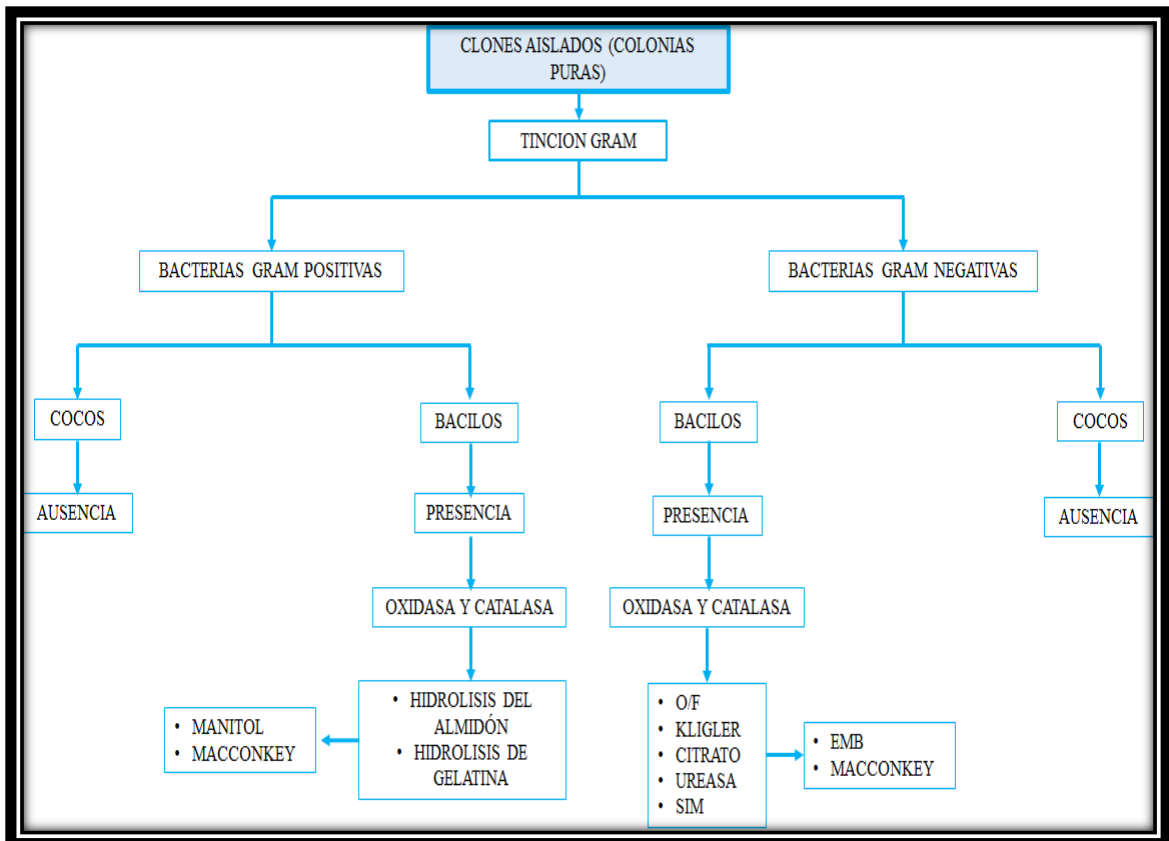 CLONES AISLADOS (COLONIAS
PURAS)
TINCION GRAM
BACTERIAS GRAM POSITIVAS
BACTERIAS GRAM NEGATIVAS
COCOS
BACILOS
BACILOS
COCOS
AUSENCIA
PRESENCIA
PRESENCIA
AUSENCIA
OXIDASA Y CATALASA
OXIDASA Y CATALASA
• MANITOL
• MACCONKEY
• HIDROLISIS DEL
ALMIDÓN
• HIDROLISIS DE
GELATINA
• O/F
• KLIGLER
• CITRATO
• UREASA
• SIM
• EMB
• MACCONKEY